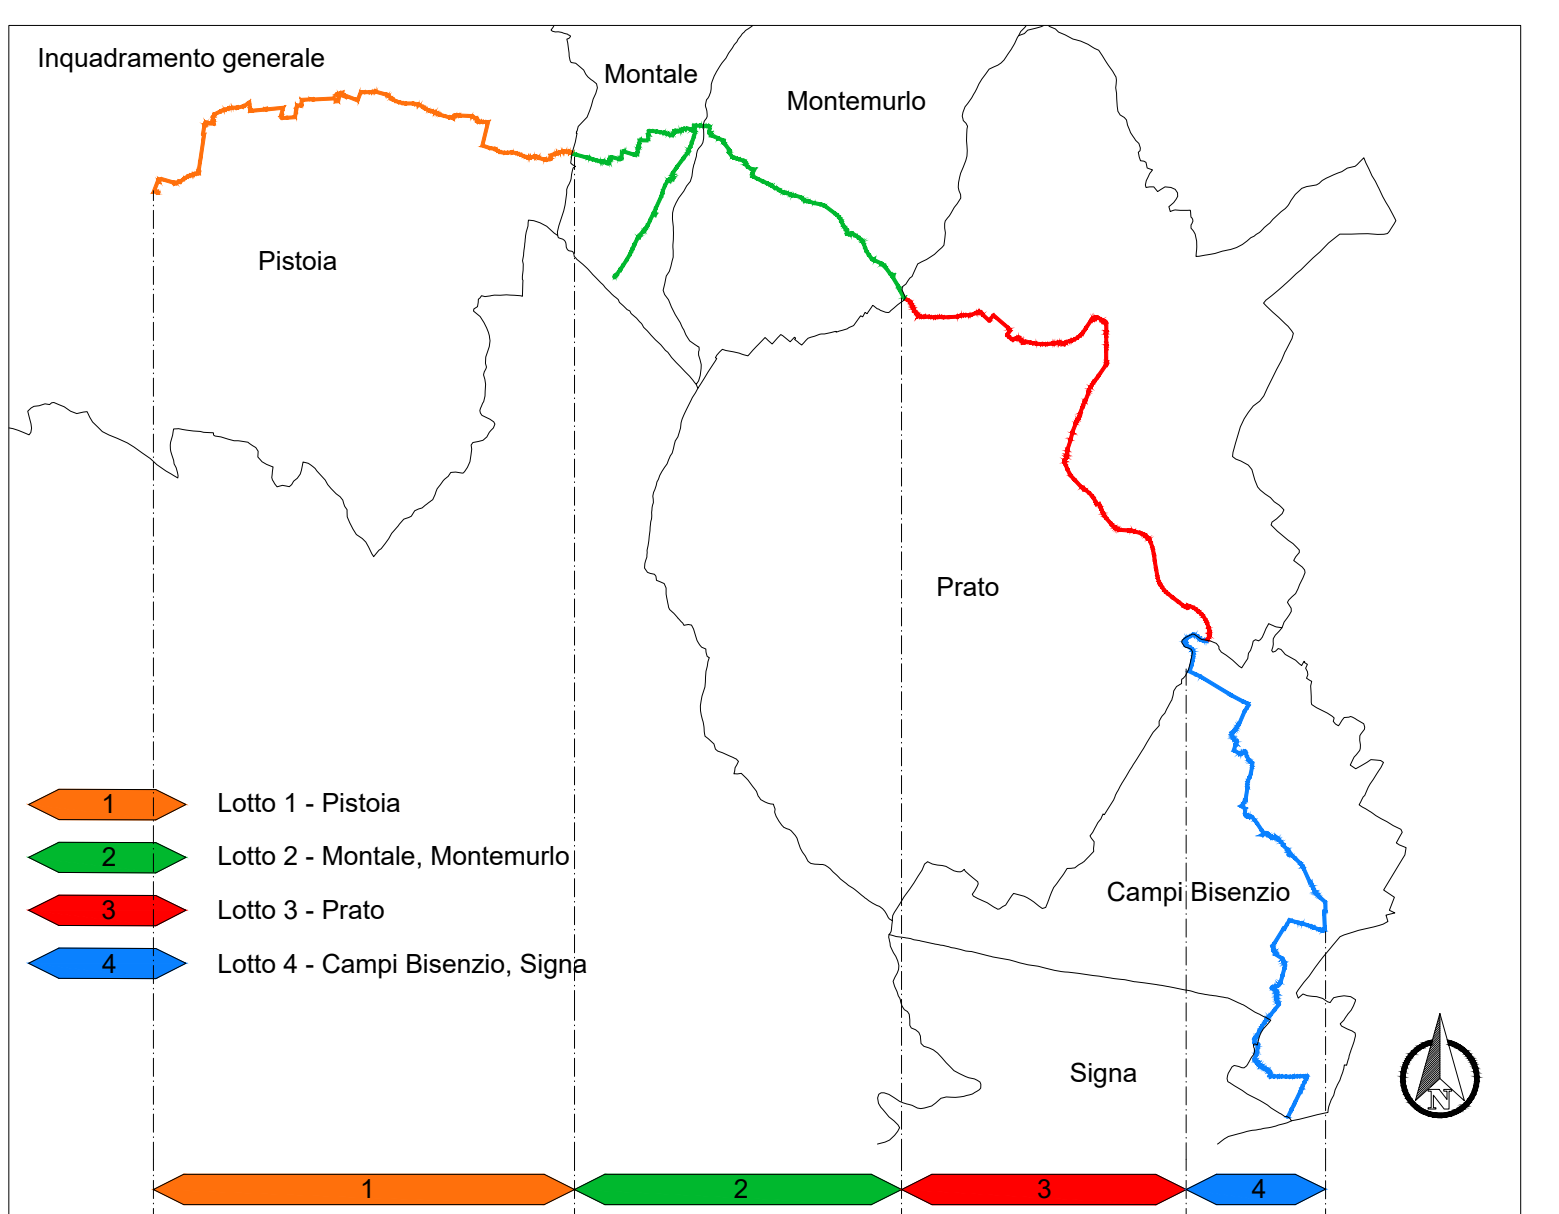 Inquadramento generale
Montale
Montemurlo
Pistoia
Prato
1 Lotto 1 - Pistoia
2 Lotto 2 - Montale, Montemurlo
3 Lotto 3 - Prato
4 Lotto 4 - Campi Bisenzio, Signa
Campi Bisenzio
Signa
N
1 2 3 4